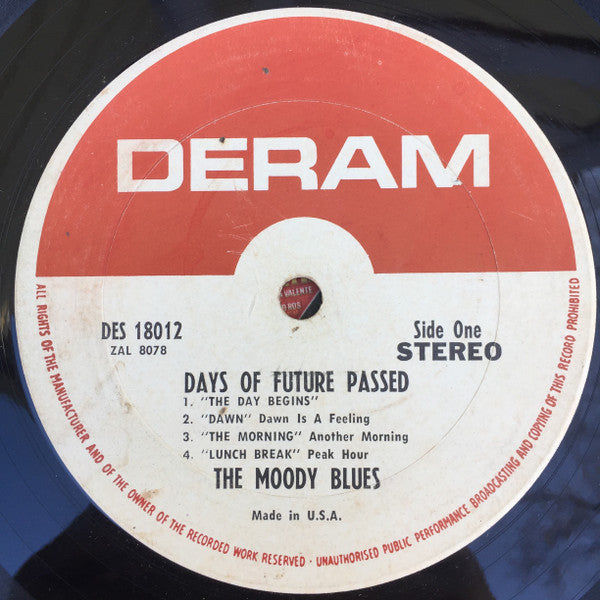 DERAM
VALENTE
DES 18012
ZAL 8078
Side One
STEREO
DAYS OF FUTURE PASSED
1. "THE DAY BEGINS"
2. "DAWN" Dawn Is A Feeling
3. "THE MORNING" Another Morning
4. "LUNCH BREAK" Peak Hour
THE MOODY BLUES
Made in U.S.A.
ALL RIGHTS OF THE MANUFACTURER AND OF THE OWNER OF THE RECORDED WORK RESERVED · UNAUTHORISED PUBLIC PERFORMANCE BROADCASTING AND COPYING OF THIS RECORD PROHIBITED